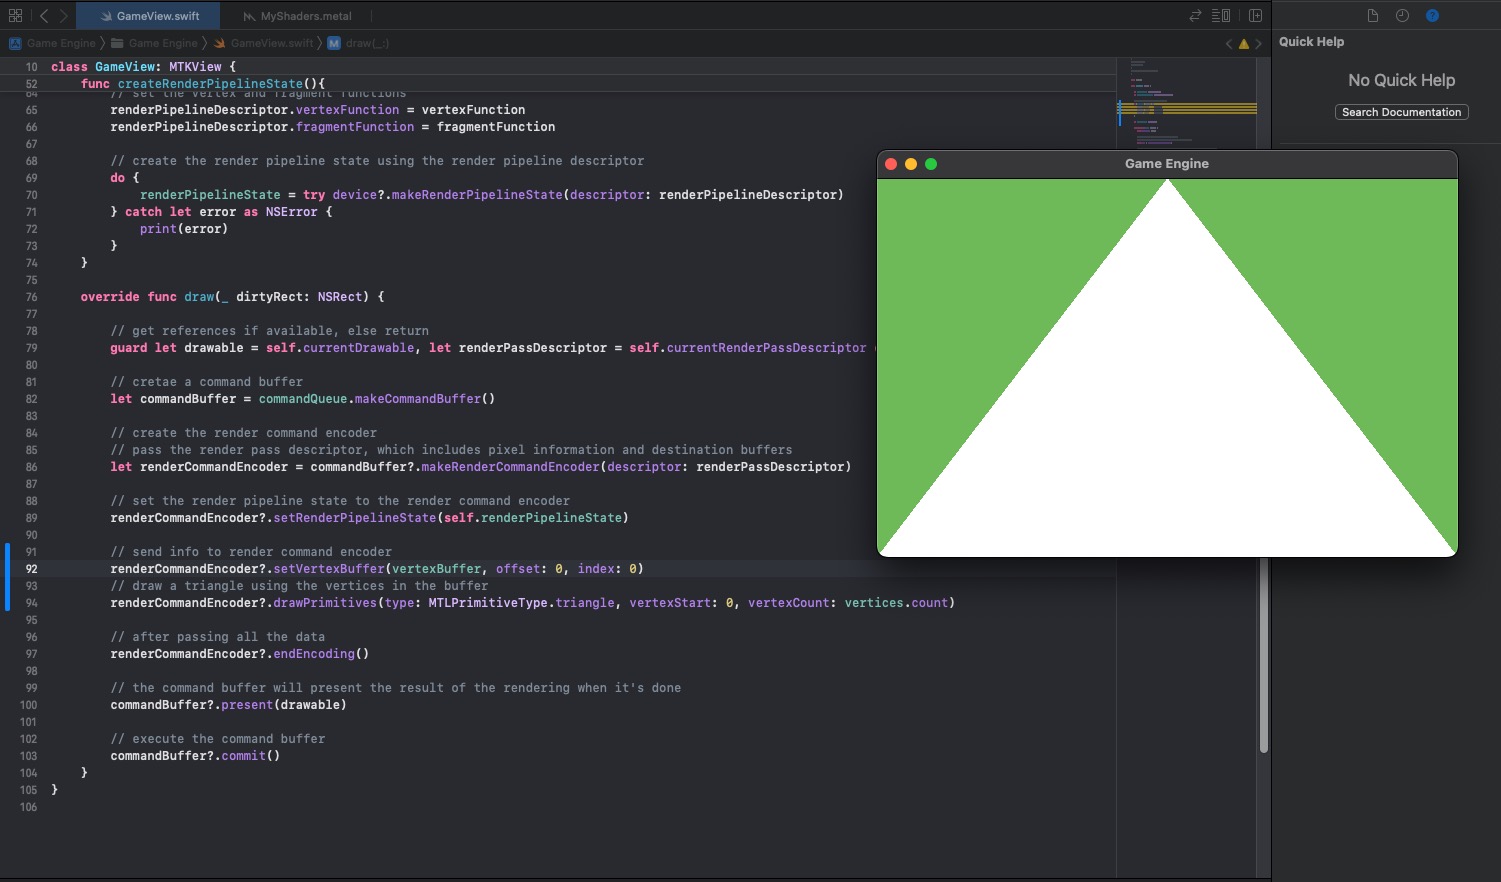 GameView.swift
MyShaders.metal
Game Engine
Game Engine
GameView.swift
M
draw(_:)
Quick Help
No Quick Help
Search Documentation
10 class GameView: MTKView {
52 func createRenderPipelineState(){
64 // set the vertex and fragment functions
65 renderPipelineDescriptor.vertexFunction = vertexFunction
66 renderPipelineDescriptor.fragmentFunction = fragmentFunction
67
68 // create the render pipeline state using the render pipeline descriptor
69 do {
70 renderPipelineState = try device?.makeRenderPipelineState(descriptor: renderPipelineDescriptor)
71 } catch let error as NSError {
72 print(error)
73 }
74 }
75
76 override func draw(_ dirtyRect: NSRect) {
77
78 // get references if available, else return
79 guard let drawable = self.currentDrawable, let renderPassDescriptor = self.currentRenderPassDescriptor
80
81 // cretae a command buffer
82 let commandBuffer = commandQueue.makeCommandBuffer()
83
84 // create the render command encoder
85 // pass the render pass descriptor, which includes pixel information and destination buffers
86 let renderCommandEncoder = commandBuffer?.makeRenderCommandEncoder(descriptor: renderPassDescriptor)
87
88 // set the render pipeline state to the render command encoder
89 renderCommandEncoder?.setRenderPipelineState(self.renderPipelineState)
90
91 // send info to render command encoder
92 renderCommandEncoder?.setVertexBuffer(vertexBuffer, offset: 0, index: 0)
93 // draw a triangle using the vertices in the buffer
94 renderCommandEncoder?.drawPrimitives(type: MTLPrimitiveType.triangle, vertexStart: 0, vertexCount: vertices.count)
95
96 // after passing all the data
97 renderCommandEncoder?.endEncoding()
98
99 // the command buffer will present the result of the rendering when it's done
100 commandBuffer?.present(drawable)
101
102 // execute the command buffer
103 commandBuffer?.commit()
104 }
105 }
106
Game Engine